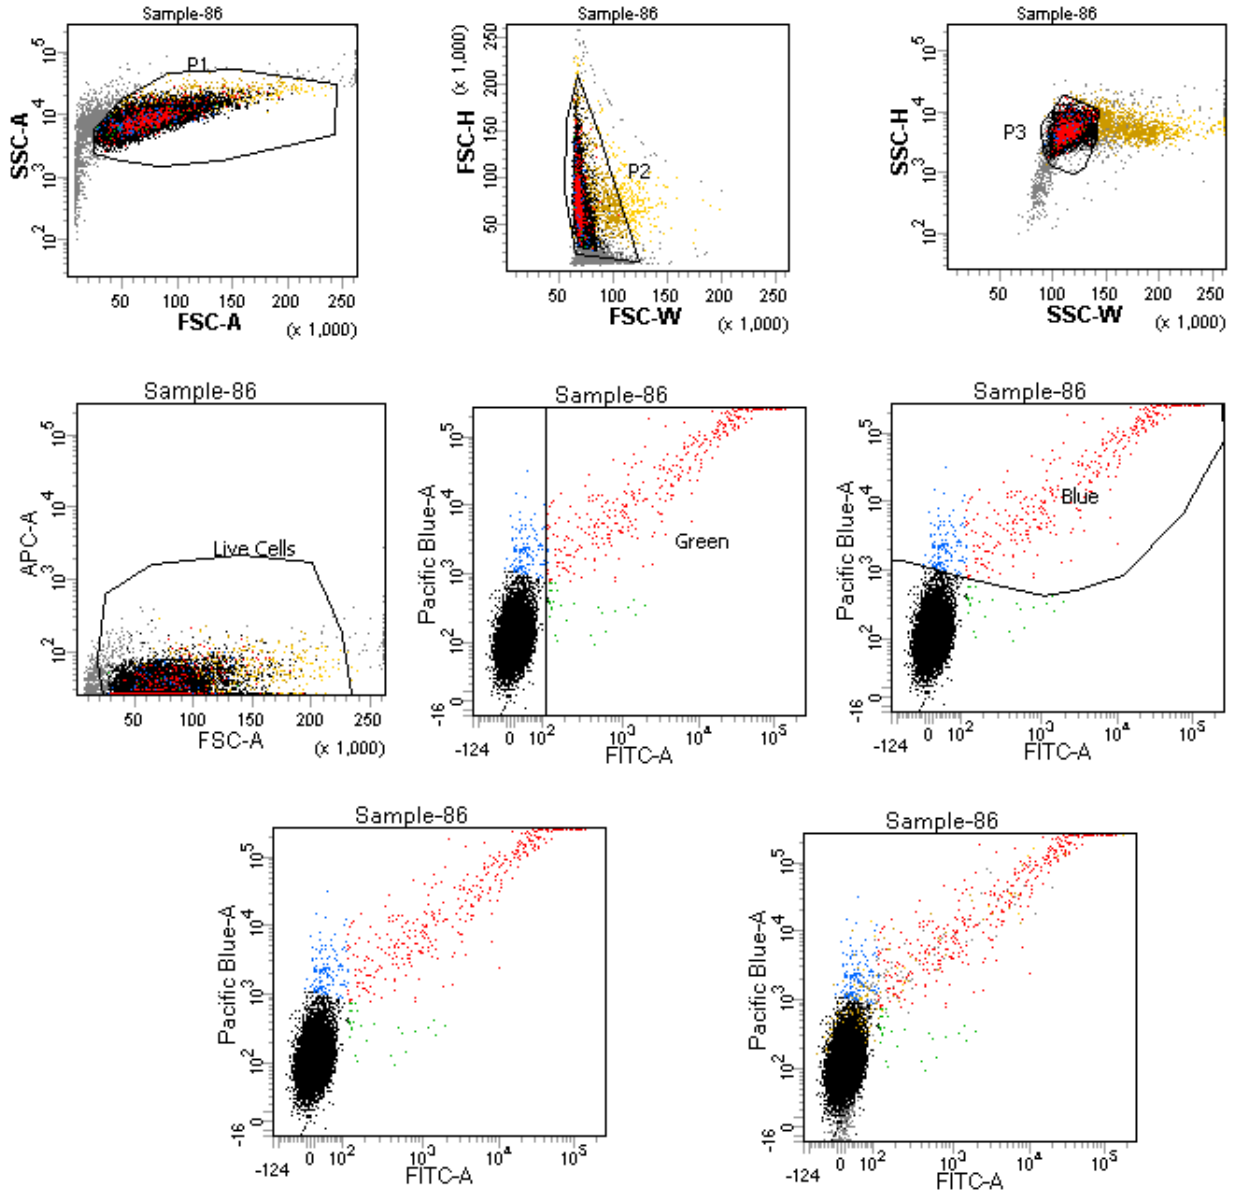 Sample-86
SSC-A
10^5
10^4
10^3
10^2
P1
50 100 150 200 250
FSC-A
(x 1,000)
Sample-86
FSC-H
(x 1,000)
250
200
150
100
50
P2
50 100 150 200 250
FSC-W
(x 1,000)
Sample-86
SSC-H
10^5
10^4
10^3
10^2
P3
50 100 150 200 250
SSC-W
(x 1,000)
Sample-86
APC-A
10^5
10^4
10^3
10^2
Live Cells
50 100 150 200 250
FSC-A
(x 1,000)
Sample-86
Pacific Blue-A
10^5
10^4
10^3
10^2
0
-16
Green
-124 0 10^2 10^3 10^4 10^5
FITC-A
Sample-86
Pacific Blue-A
10^5
10^4
10^3
10^2
0
-16
Blue
-124 0 10^2 10^3 10^4 10^5
FITC-A
Sample-86
Pacific Blue-A
10^5
10^4
10^3
10^2
0
-16
-124 0 10^2 10^3 10^4 10^5
FITC-A
Sample-86
Pacific Blue-A
10^5
10^4
10^3
10^2
0
-16
-124 0 10^2 10^3 10^4 10^5
FITC-A